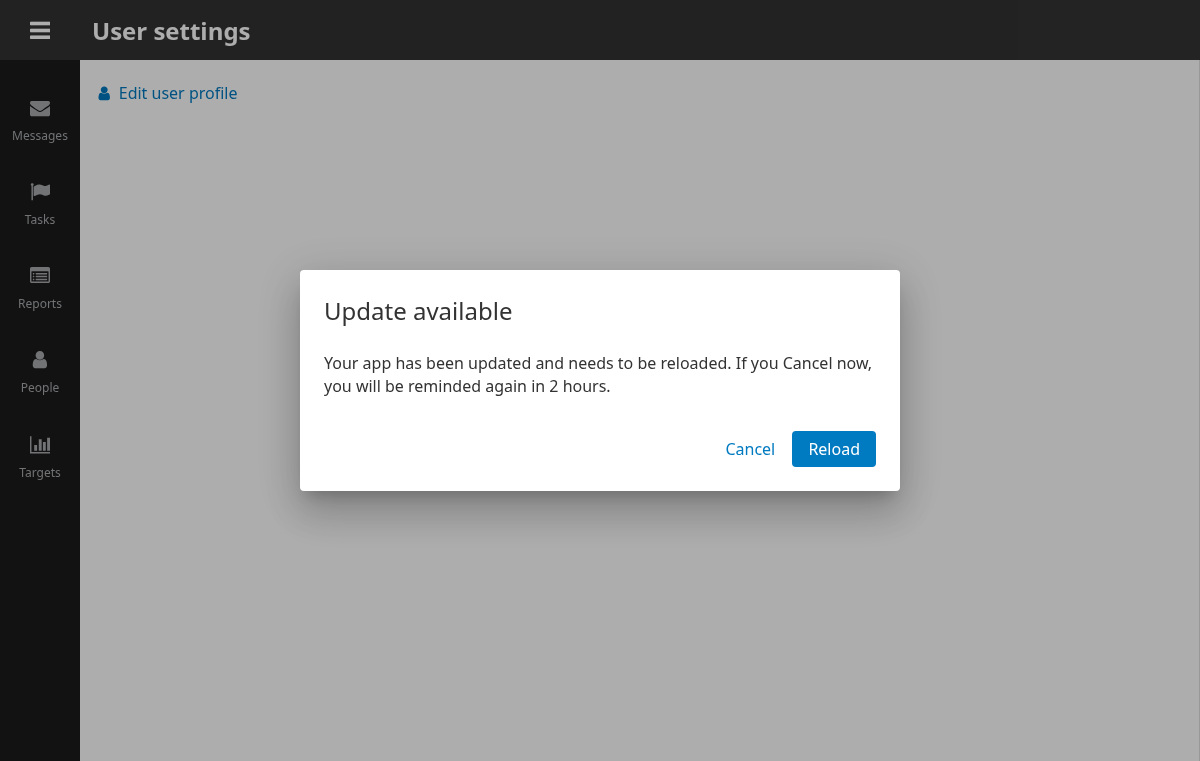 User settings
Edit user profile
Messages
Tasks
Reports
People
Targets
Update available
Your app has been updated and needs to be reloaded. If you Cancel now,
you will be reminded again in 2 hours.
Cancel
Reload